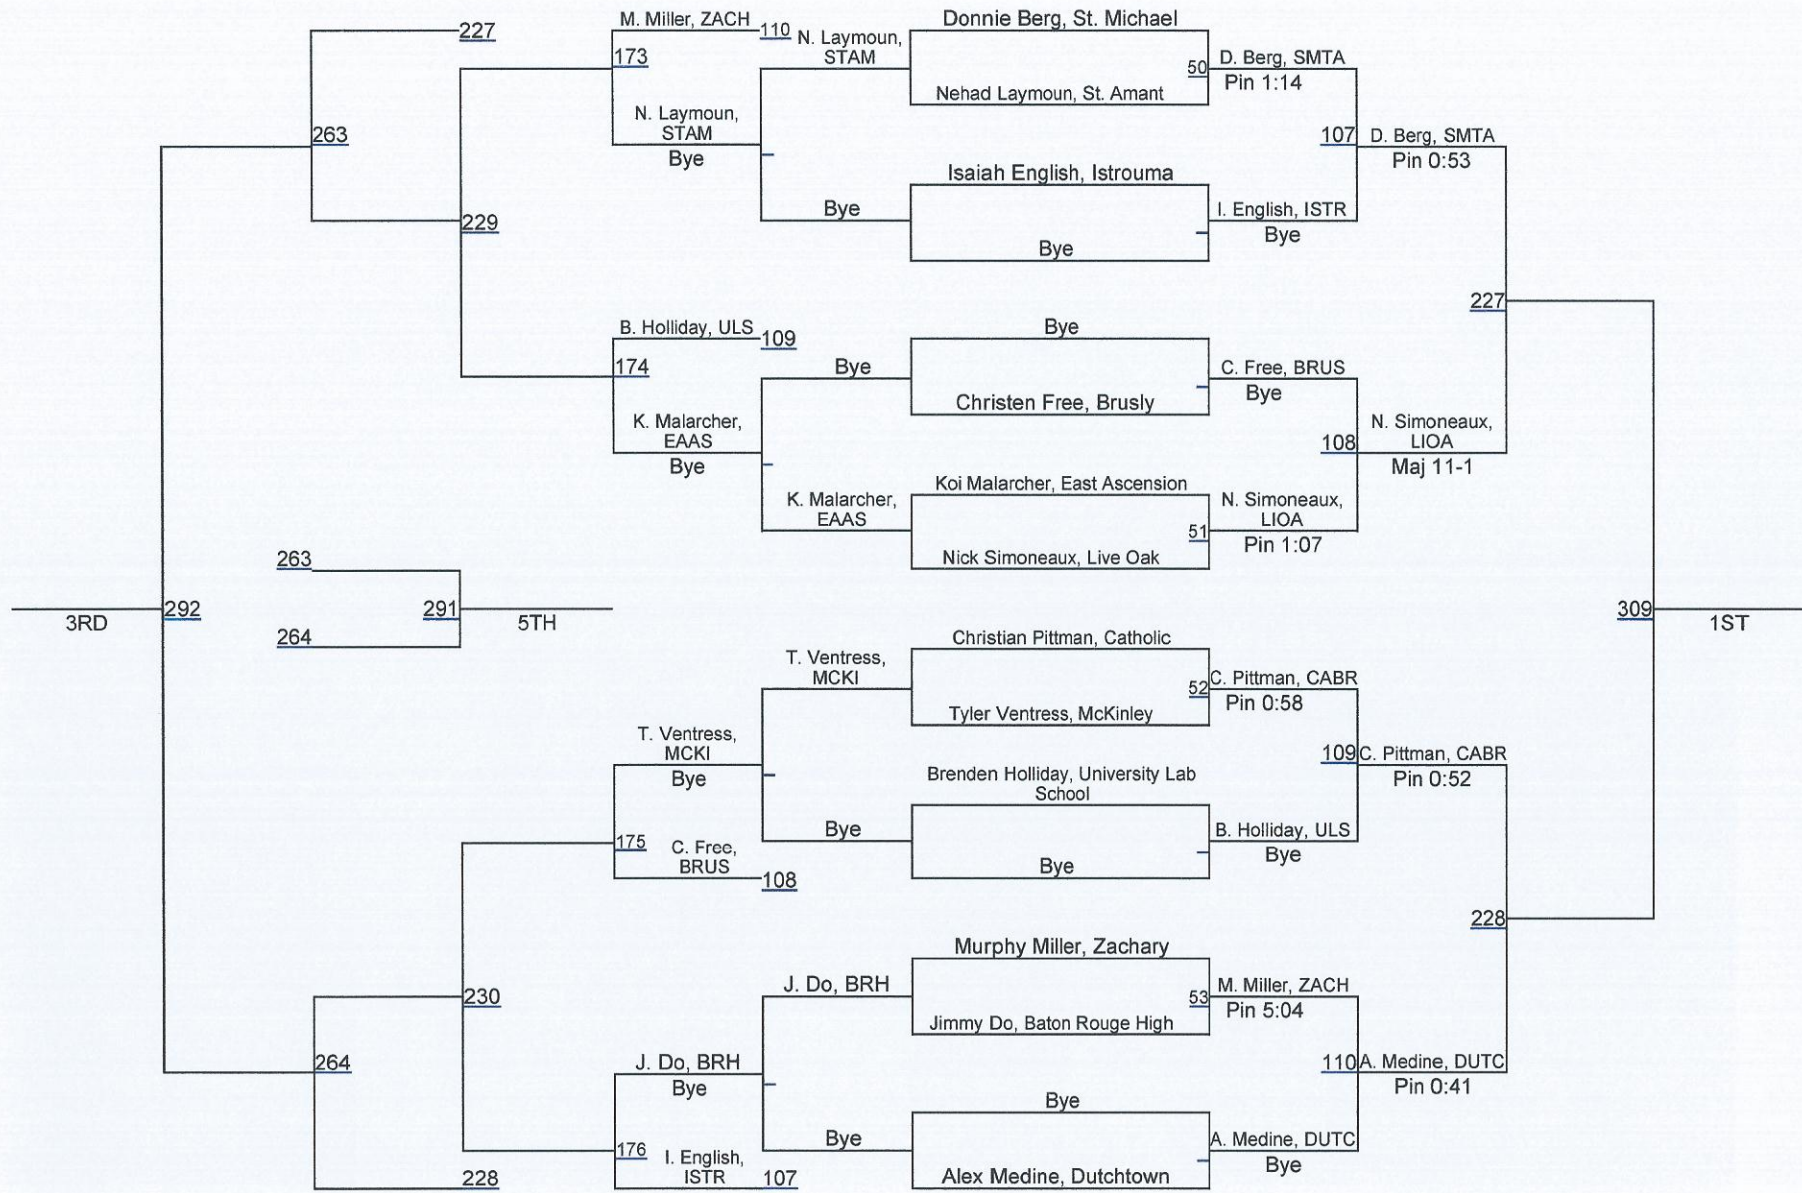 227
M. Miller, ZACH
110
173
N. Laymoun,
STAM
Donnie Berg, St. Michael
50
D. Berg, SMTA
Pin 1:14
Nehad Laymoun, St. Amant
N. Laymoun,
STAM
Bye
263
107
D. Berg, SMTA
Pin 0:53
Isaiah English, Istrouma
Bye
229
I. English, ISTR
Bye
Bye
227
B. Holliday, ULS
109
174
Bye
Bye
C. Free, BRUS
Bye
Christen Free, Brusly
K. Malarcher,
EAAS
Bye
108
N. Simoneaux,
LIOA
Maj 11-1
Koi Malarcher, East Ascension
K. Malarcher,
EAAS
51
N. Simoneaux,
LIOA
Pin 1:07
Nick Simoneaux, Live Oak
263
3RD
292
291
5TH
264
309
1ST
Christian Pittman, Catholic
T. Ventress,
MCKI
52
C. Pittman, CABR
Pin 0:58
Tyler Ventress, McKinley
T. Ventress,
MCKI
Bye
109
C. Pittman, CABR
Pin 0:52
Brenden Holliday, University Lab
School
Bye
B. Holliday, ULS
Bye
Bye
175
C. Free,
BRUS
108
228
Murphy Miller, Zachary
J. Do, BRH
53
M. Miller, ZACH
Pin 5:04
Jimmy Do, Baton Rouge High
230
264
J. Do, BRH
Bye
110
A. Medine, DUTC
Pin 0:41
Bye
Bye
A. Medine, DUTC
Bye
Alex Medine, Dutchtown
176
I. English,
ISTR
107
228